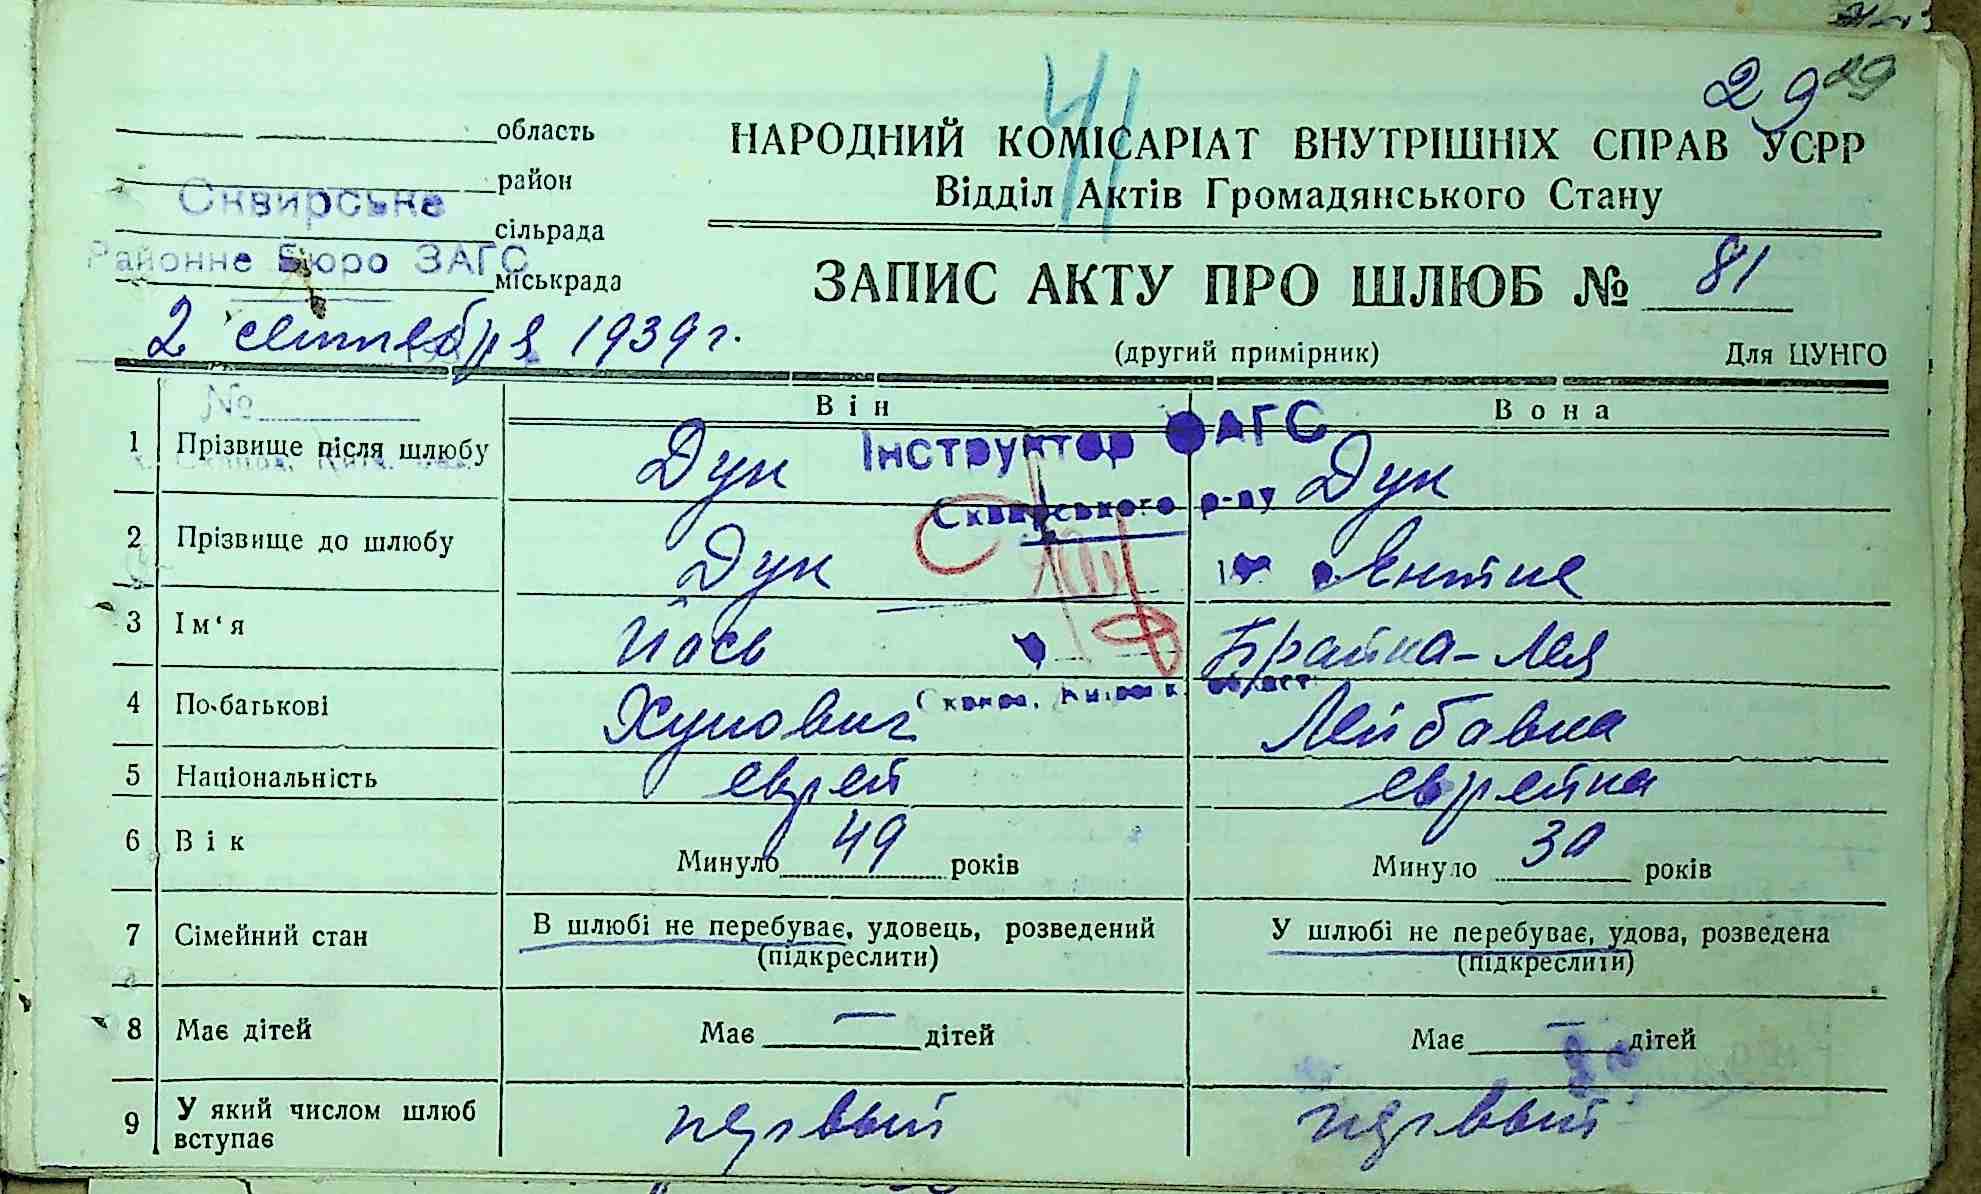 29 29
41
область
район
Сквирське
сільрада
Районне Бюро ЗАГС
міськрада
2 сентября 1939 г.
НАРОДНИЙ КОМІСАРІАТ ВНУТРІШНІХ СПРАВ УСРР
Відділ Актів Громадянського Стану
ЗАПИС АКТУ ПРО ШЛЮБ № 81
(другий примірник) Для ЦУНГО
№
Він Вона
Інструктор ЗАГС
Сквирського р-ну
1 Прізвище після шлюбу Дук Дук
2 Прізвище до шлюбу Дук
3 Ім'я Йось Брайна-Лея
4 По-батькові Лейбовна
5 Національність еврей еврейка
6 Вік Минуло 49 років Минуло 30 років
7 Сімейний стан В шлюбі не перебуває, удовець, розведений У шлюбі не перебуває, удова, розведена
(підкреслити) (підкреслити)
8 Має дітей Має — дітей Має — дітей
9 У який числом шлюб вступає первый первый